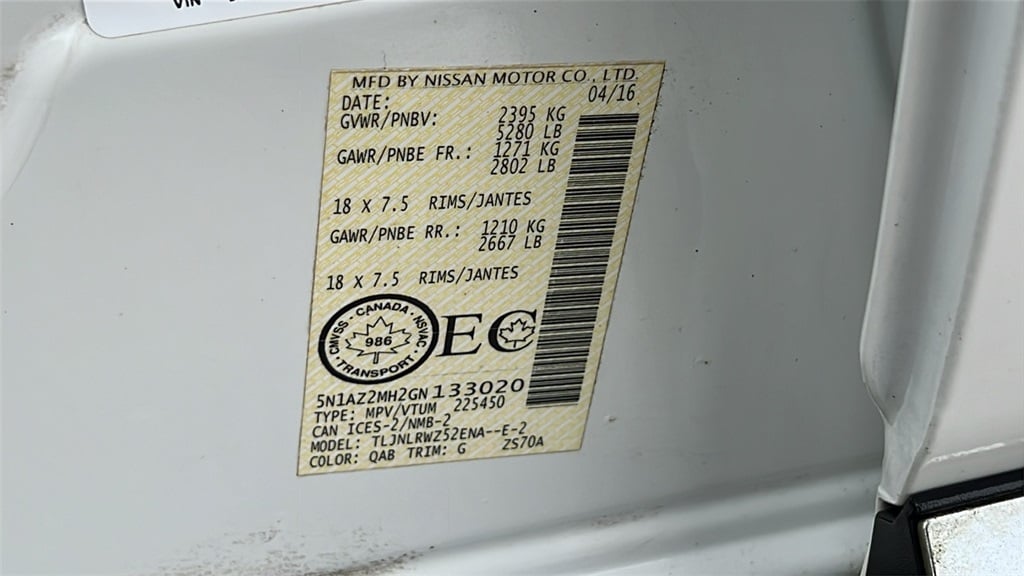 VIN
MFD BY NISSAN MOTOR CO., LTD.
DATE: 04/16
GVWR/PNBV: 2395 KG
5280 LB
GAWR/PNBE FR.: 1271 KG
2802 LB
18 X 7.5 RIMS/JANTES
GAWR/PNBE RR.: 1210 KG
2667 LB
18 X 7.5 RIMS/JANTES
CMVSS - CANADA - NSVAC
986
TRANSPORT
EC
5N1AZ2MH2GN133020
TYPE: MPV/VTUM 225450
CAN ICES-2/NMB-2
MODEL: TLJNLRWZ52ENA--E-2
COLOR: QAB TRIM: G ZS70A